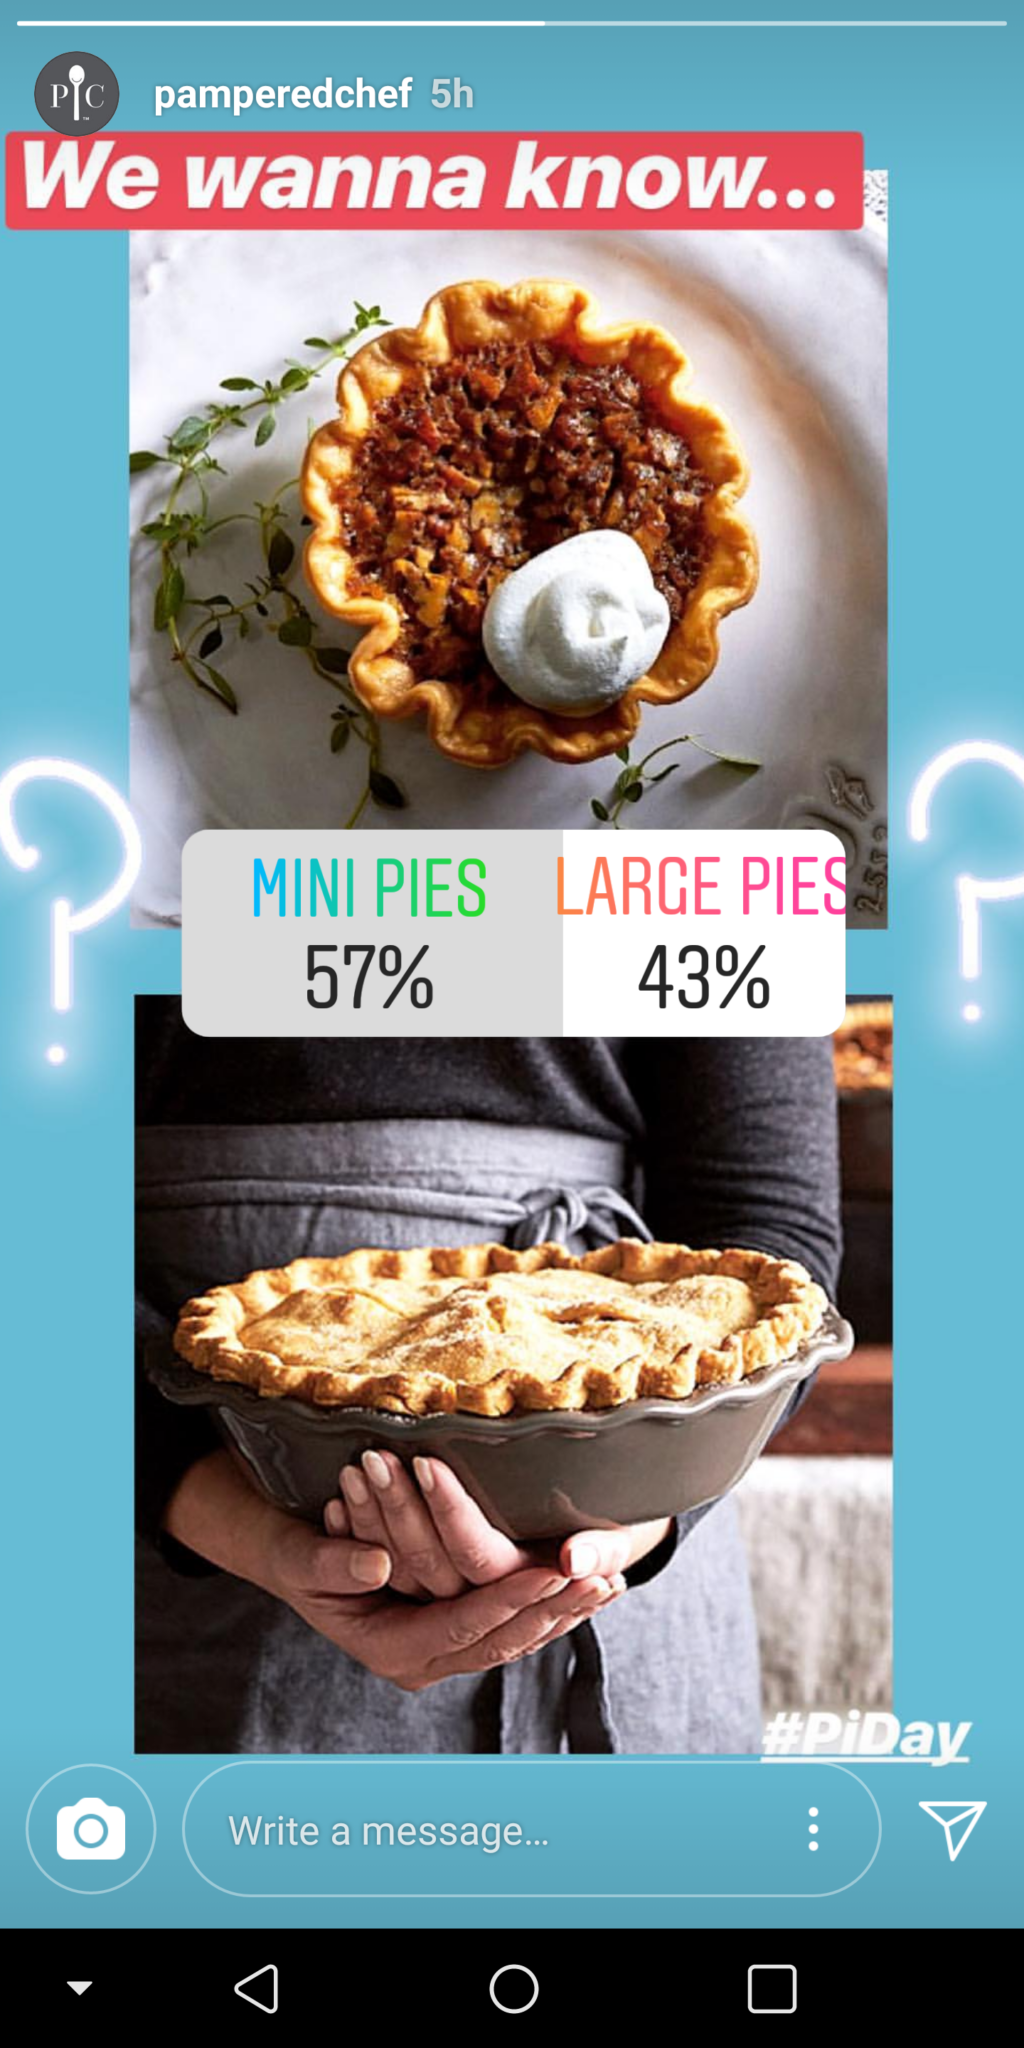 P C
pamperedchef 5h
We wanna know...
MINI PIES LARGE PIES
57% 43%
#PiDay
Write a message...